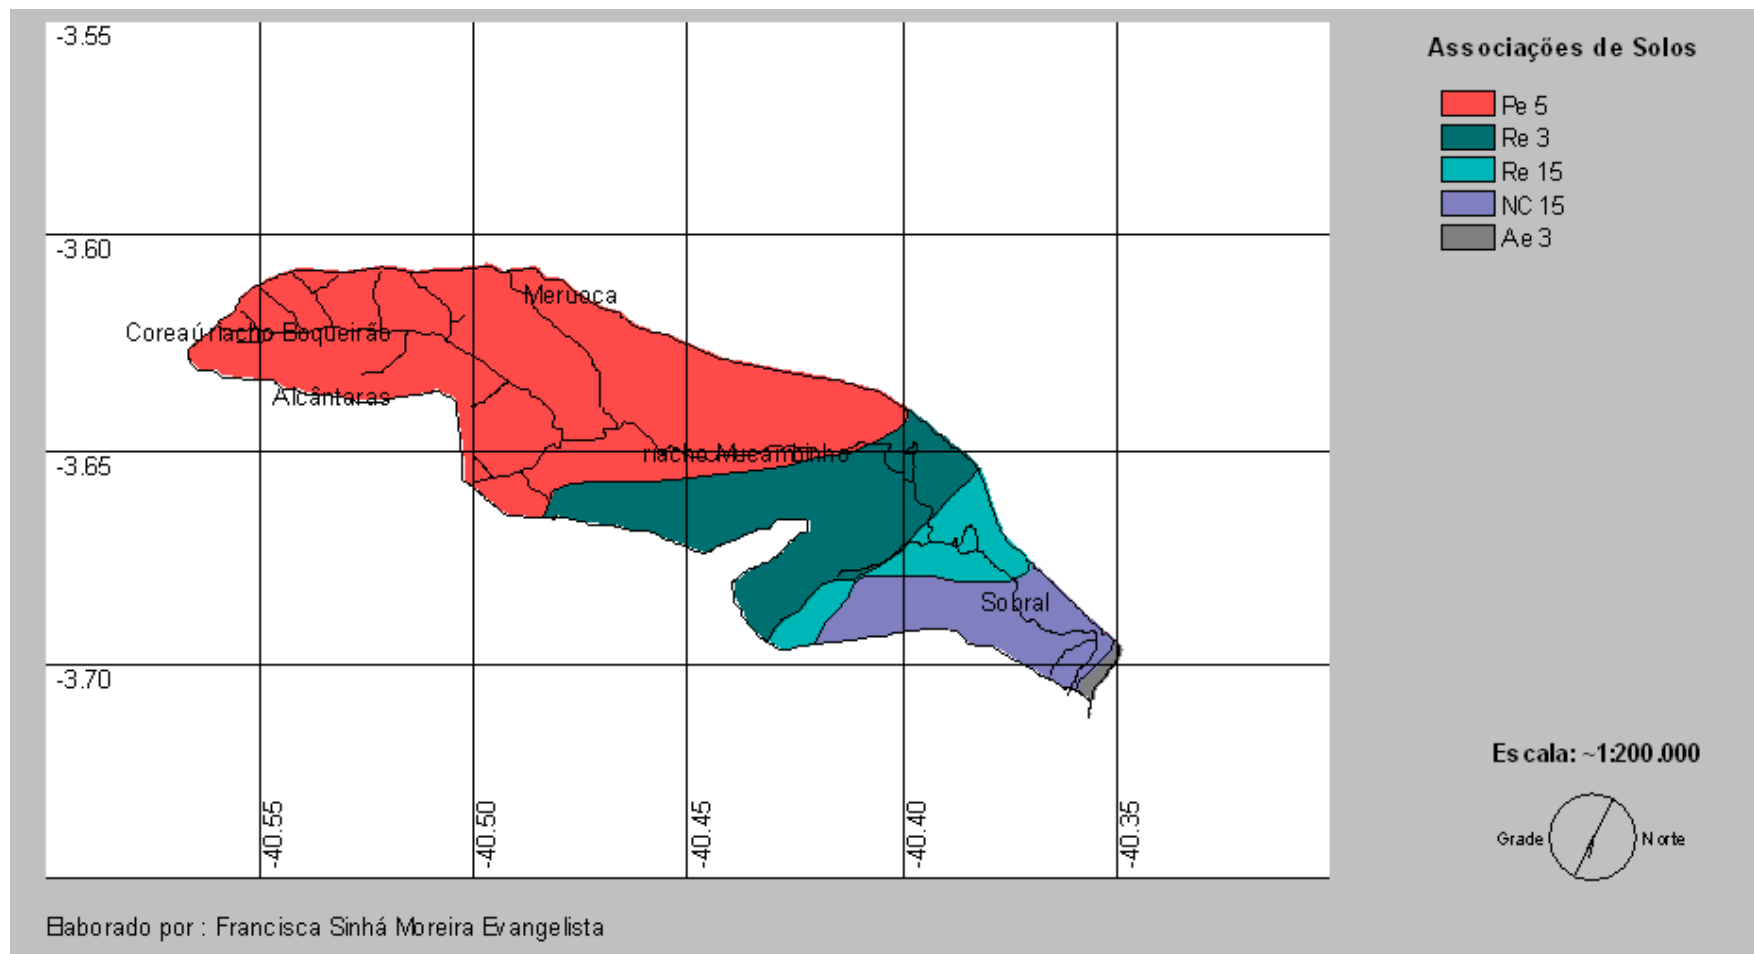 -3.55
Associações de Solos
Pe 5
Re 3
Re 15
NC 15
Ae 3
-3.60
Meruoca
Coreaú riacho Boqueirão
Alcântaras
riacho Mucambinho
-3.65
Sobral
-3.70
Escala: ~1:200.000
-40.55
-40.50
-40.45
-40.40
-40.35
Grade
Norte
Elaborado por : Francisca Sinhá Moreira Evangelista